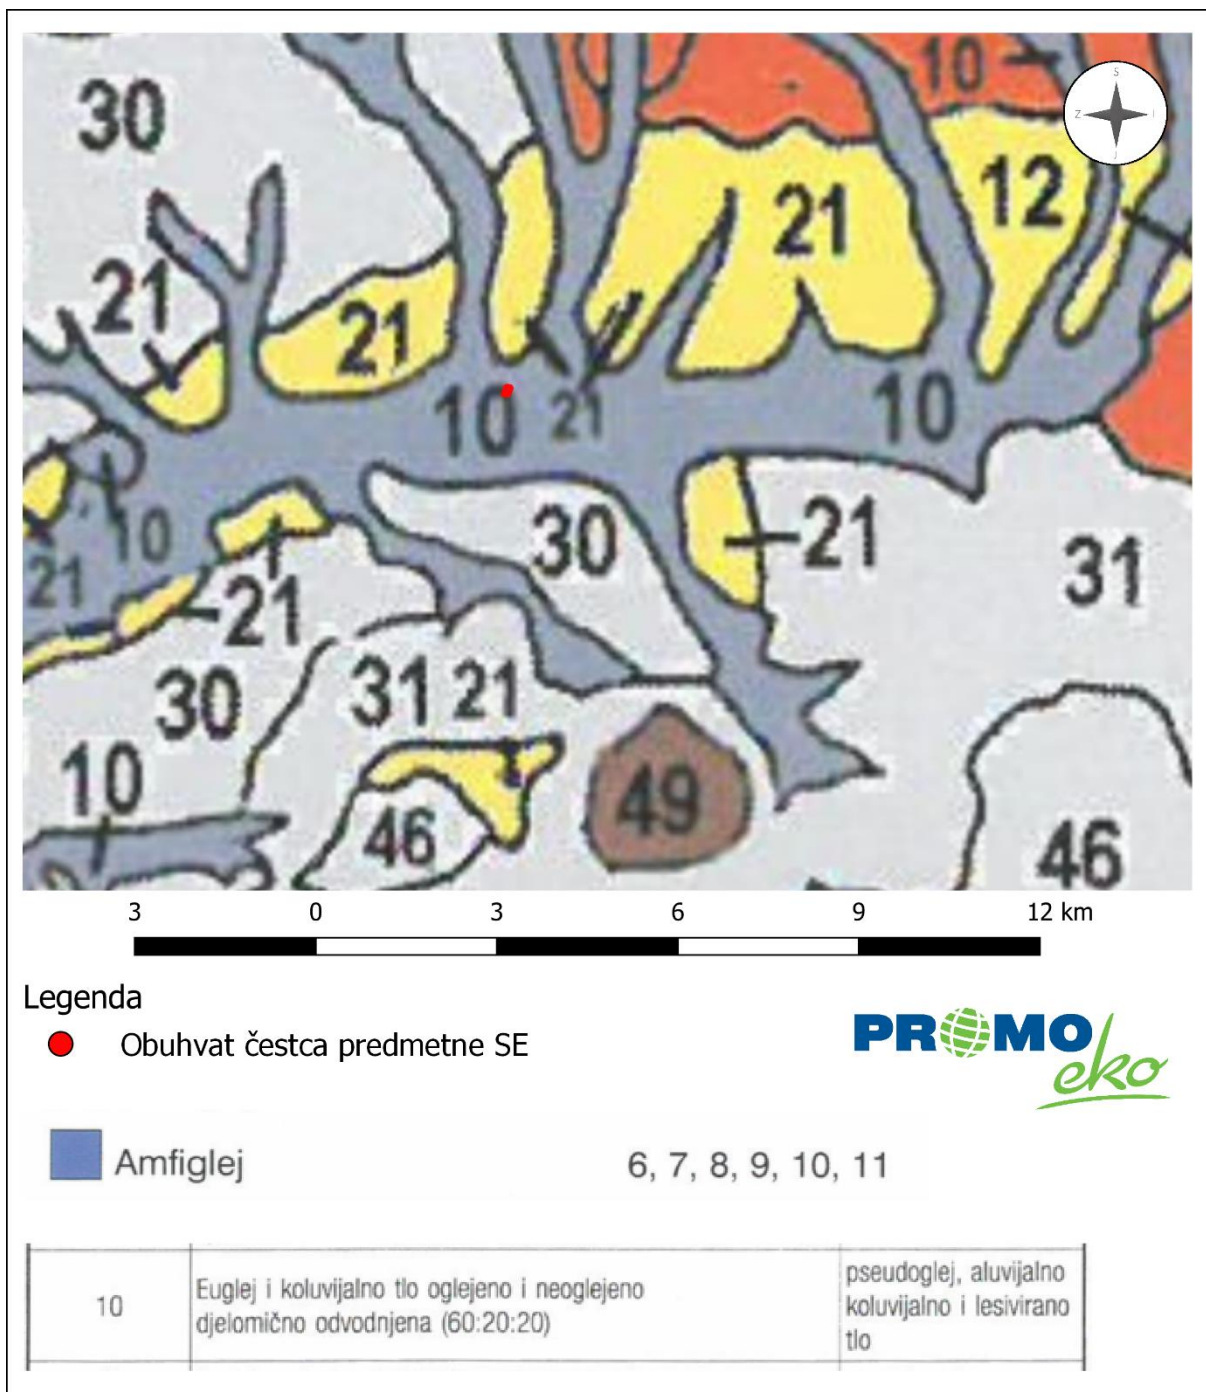 30
10
S
Z
I
J
12
21
21
21
10
21
10
10
21
21
30
21
31
21
30
31 21
10
49
46
46
3 0 3 6 9 12 km
Legenda
Obuhvat čestca predmetne SE
PROMO
eko
Amfiglej 6, 7, 8, 9, 10, 11
10
Euglej i koluvijalno tlo oglejeno i neoglejeno
djelomično odvodnjena (60:20:20)
pseudoglej, aluvijalno
koluvijalno i lesivirano
tlo